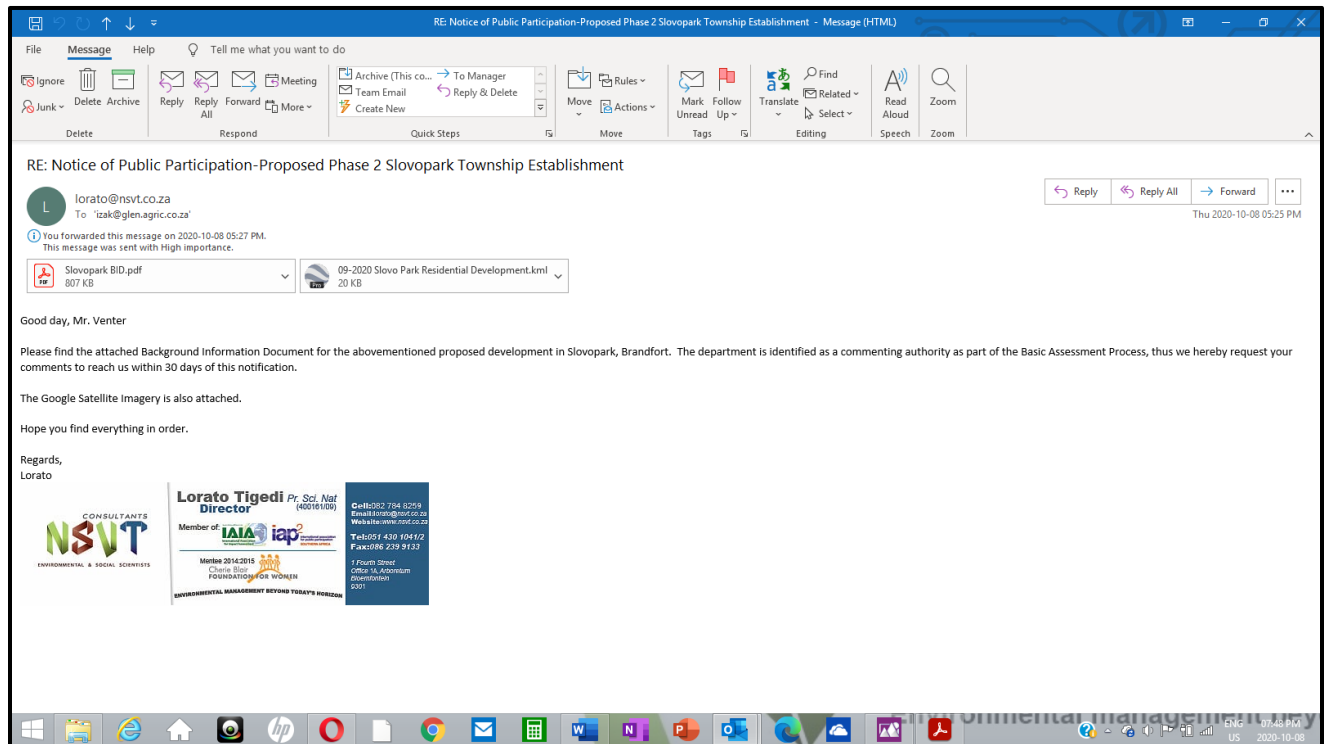 RE: Notice of Public Participation-Proposed Phase 2 Slovopark Township Establishment - Message (HTML)
File Message Help Tell me what you want to do
Ignore
Junk
Delete
Archive
Reply
Reply All
Forward
Meeting
More
Archive (This co...
To Manager
Team Email
Reply & Delete
Create New
Move
Rules
Actions
Mark Unread
Follow Up
Translate
Find
Related
Select
Read Aloud
Zoom
Delete Respond Quick Steps Move Tags Editing Speech Zoom
RE: Notice of Public Participation-Proposed Phase 2 Slovopark Township Establishment
L
lorato@nsvt.co.za
To 'izak@glen.agric.co.za'
Reply Reply All Forward ...
Thu 2020-10-08 05:25 PM
You forwarded this message on 2020-10-08 05:27 PM.
This message was sent with High importance.
PDF
Slovopark BID.pdf
807 KB
Pro
09-2020 Slovo Park Residential Development.kml
20 KB
Good day, Mr. Venter
Please find the attached Background Information Document for the abovementioned proposed development in Slovopark, Brandfort. The department is identified as a commenting authority as part of the Basic Assessment Process, thus we hereby request your
comments to reach us within 30 days of this notification.
The Google Satellite Imagery is also attached.
Hope you find everything in order.
Regards,
Lorato
CONSULTANTS
NSVT
ENVIRONMENTAL & SOCIAL SCIENTISTS
Lorato Tigedi Pr. Sci. Nat
Director (400161/09)
Member of:
IAIA
iap2
Mentee 2014:2015
Cherie Blair
FOUNDATION FOR WOMEN
ENVIRONMENTAL MANAGEMENT BEYOND TODAY'S HORIZON
Cell:082 784 8259
Email:lorato@nsvt.co.za
Website:www.nsvt.co.za
Tel:051 430 1041/2
Fax:086 239 9133
1 Fourth Street
Office 1A, Arboretum
Bloemfontein
9301
hp
ENG 07:48 PM
US 2020-10-08